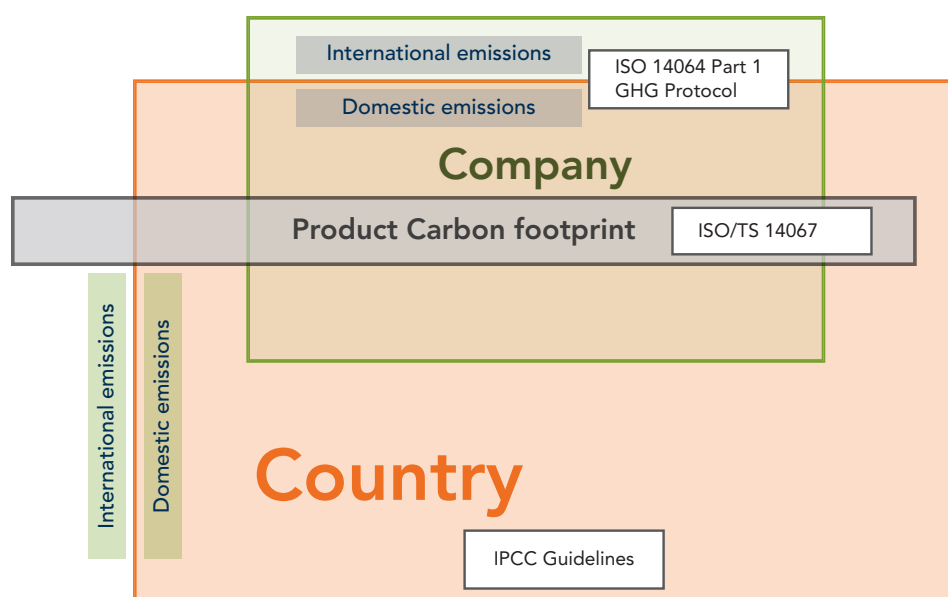 International emissions
ISO 14064 Part 1
GHG Protocol
Domestic emissions
Company
Product Carbon footprint
ISO/TS 14067
International emissions
Domestic emissions
Country
IPCC Guidelines